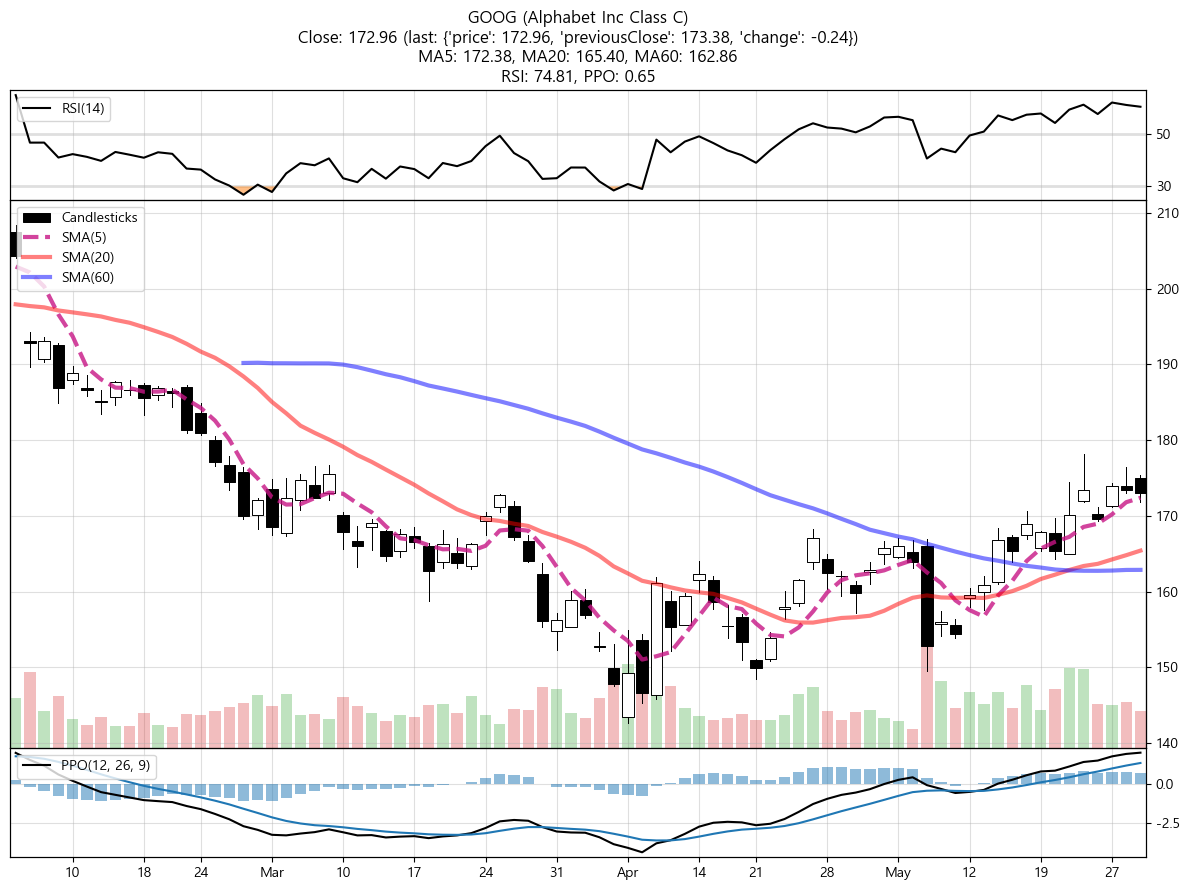 GOOG (Alphabet Inc Class C)
Close: 172.96 (last: {'price': 172.96, 'previousClose': 173.38, 'change': -0.24})
MA5: 172.38, MA20: 165.40, MA60: 162.86
RSI: 74.81, PPO: 0.65
RSI(14)
50
30
Candlesticks
SMA(5)
SMA(20)
SMA(60)
210
200
190
180
170
160
150
140
PPO(12, 26, 9)
0.0
−2.5
10 18 24 Mar 10 17 24 31 Apr 14 21 28 May 12 19 27